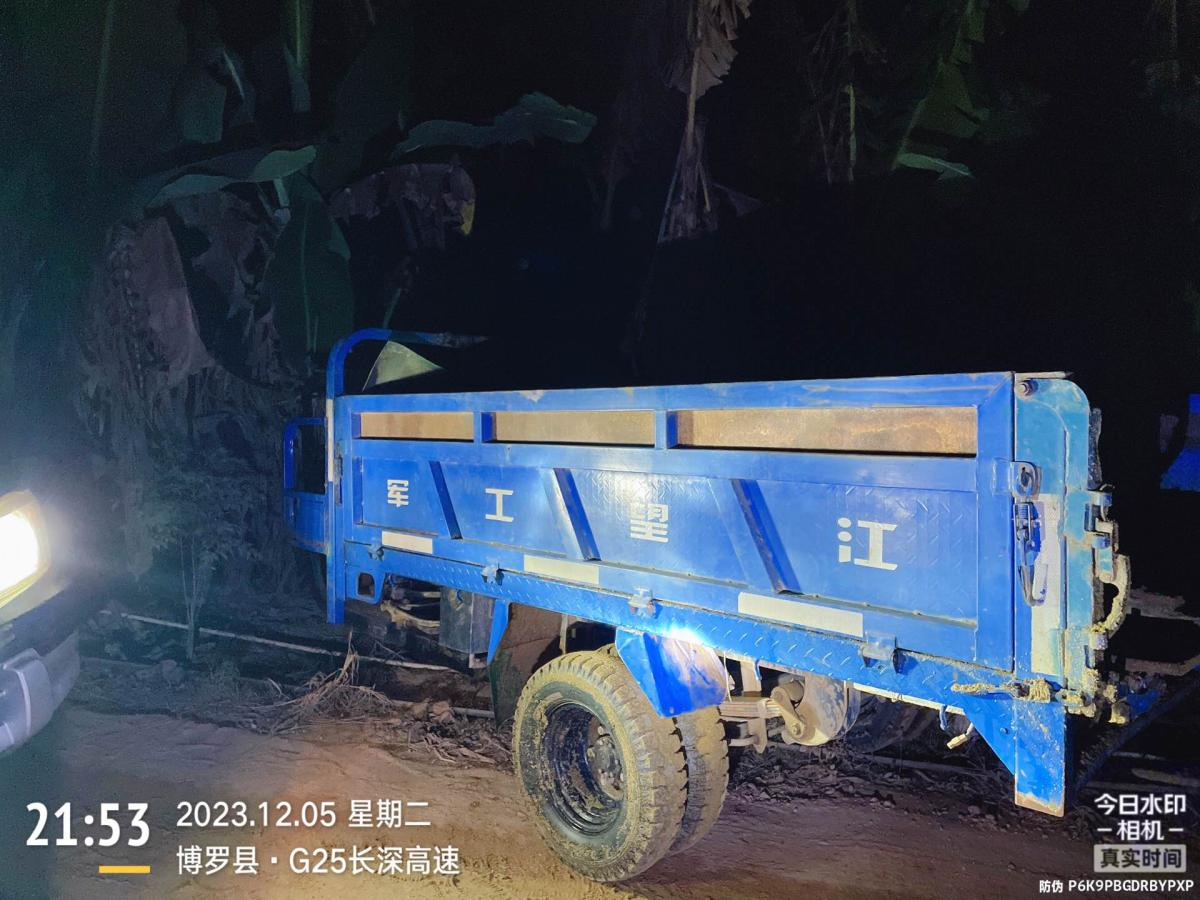 军 工 望 江
21:53
2023.12.05 星期二
博罗县·G25长深高速
今日水印
-相机-
真实时间
防伪 P6K9PBGDRBYPXP